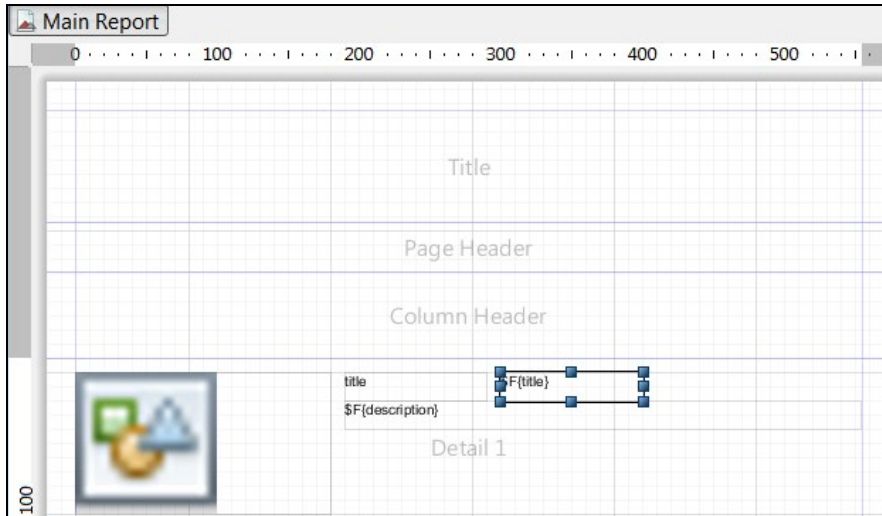 Main Report
0 100 200 300 400 500
Title
Page Header
Column Header
title $F{title}
$F{description}
Detail 1
100